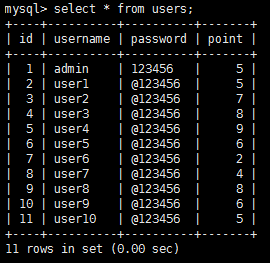 mysql> select * from users;
+----+----------+----------+-------+
| id | username | password | point |
+----+----------+----------+-------+
| 1 | admin | 123456 | 5 |
| 2 | user1 | @123456 | 5 |
| 3 | user2 | @123456 | 7 |
| 4 | user3 | @123456 | 8 |
| 5 | user4 | @123456 | 9 |
| 6 | user5 | @123456 | 6 |
| 7 | user6 | @123456 | 2 |
| 8 | user7 | @123456 | 4 |
| 9 | user8 | @123456 | 8 |
| 10 | user9 | @123456 | 6 |
| 11 | user10 | @123456 | 5 |
+----+----------+----------+-------+
11 rows in set (0.00 sec)